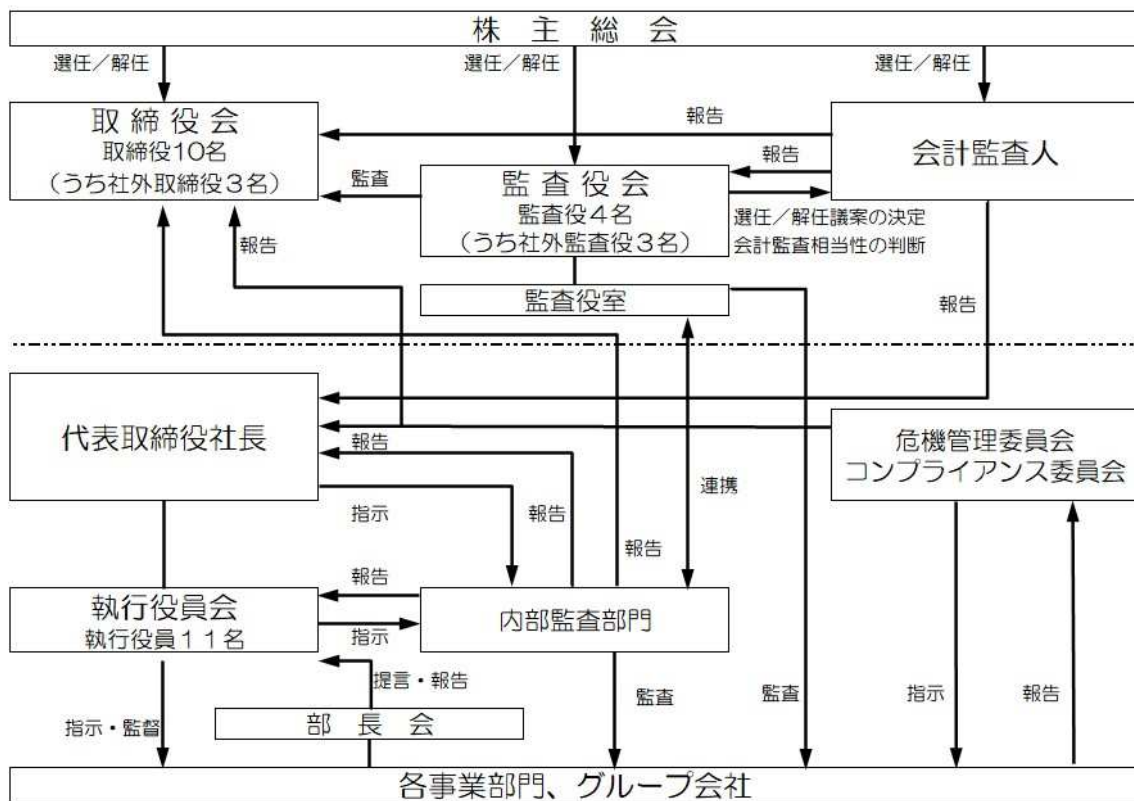 株主総会
選任／解任
選任／解任
選任／解任
取締役会
取締役10名
（うち社外取締役3名）
報告
会計監査人
報告
監査
監査役会
監査役4名
（うち社外監査役3名）
選任／解任議案の決定
会計監査相当性の判断
報告
監査役室
報告
代表取締役社長
危機管理委員会
コンプライアンス委員会
報告
連携
指示
報告
報告
報告
執行役員会
執行役員１１名
指示
内部監査部門
提言・報告
指示・監督
部長会
監査
監査
指示
報告
各事業部門、グループ会社